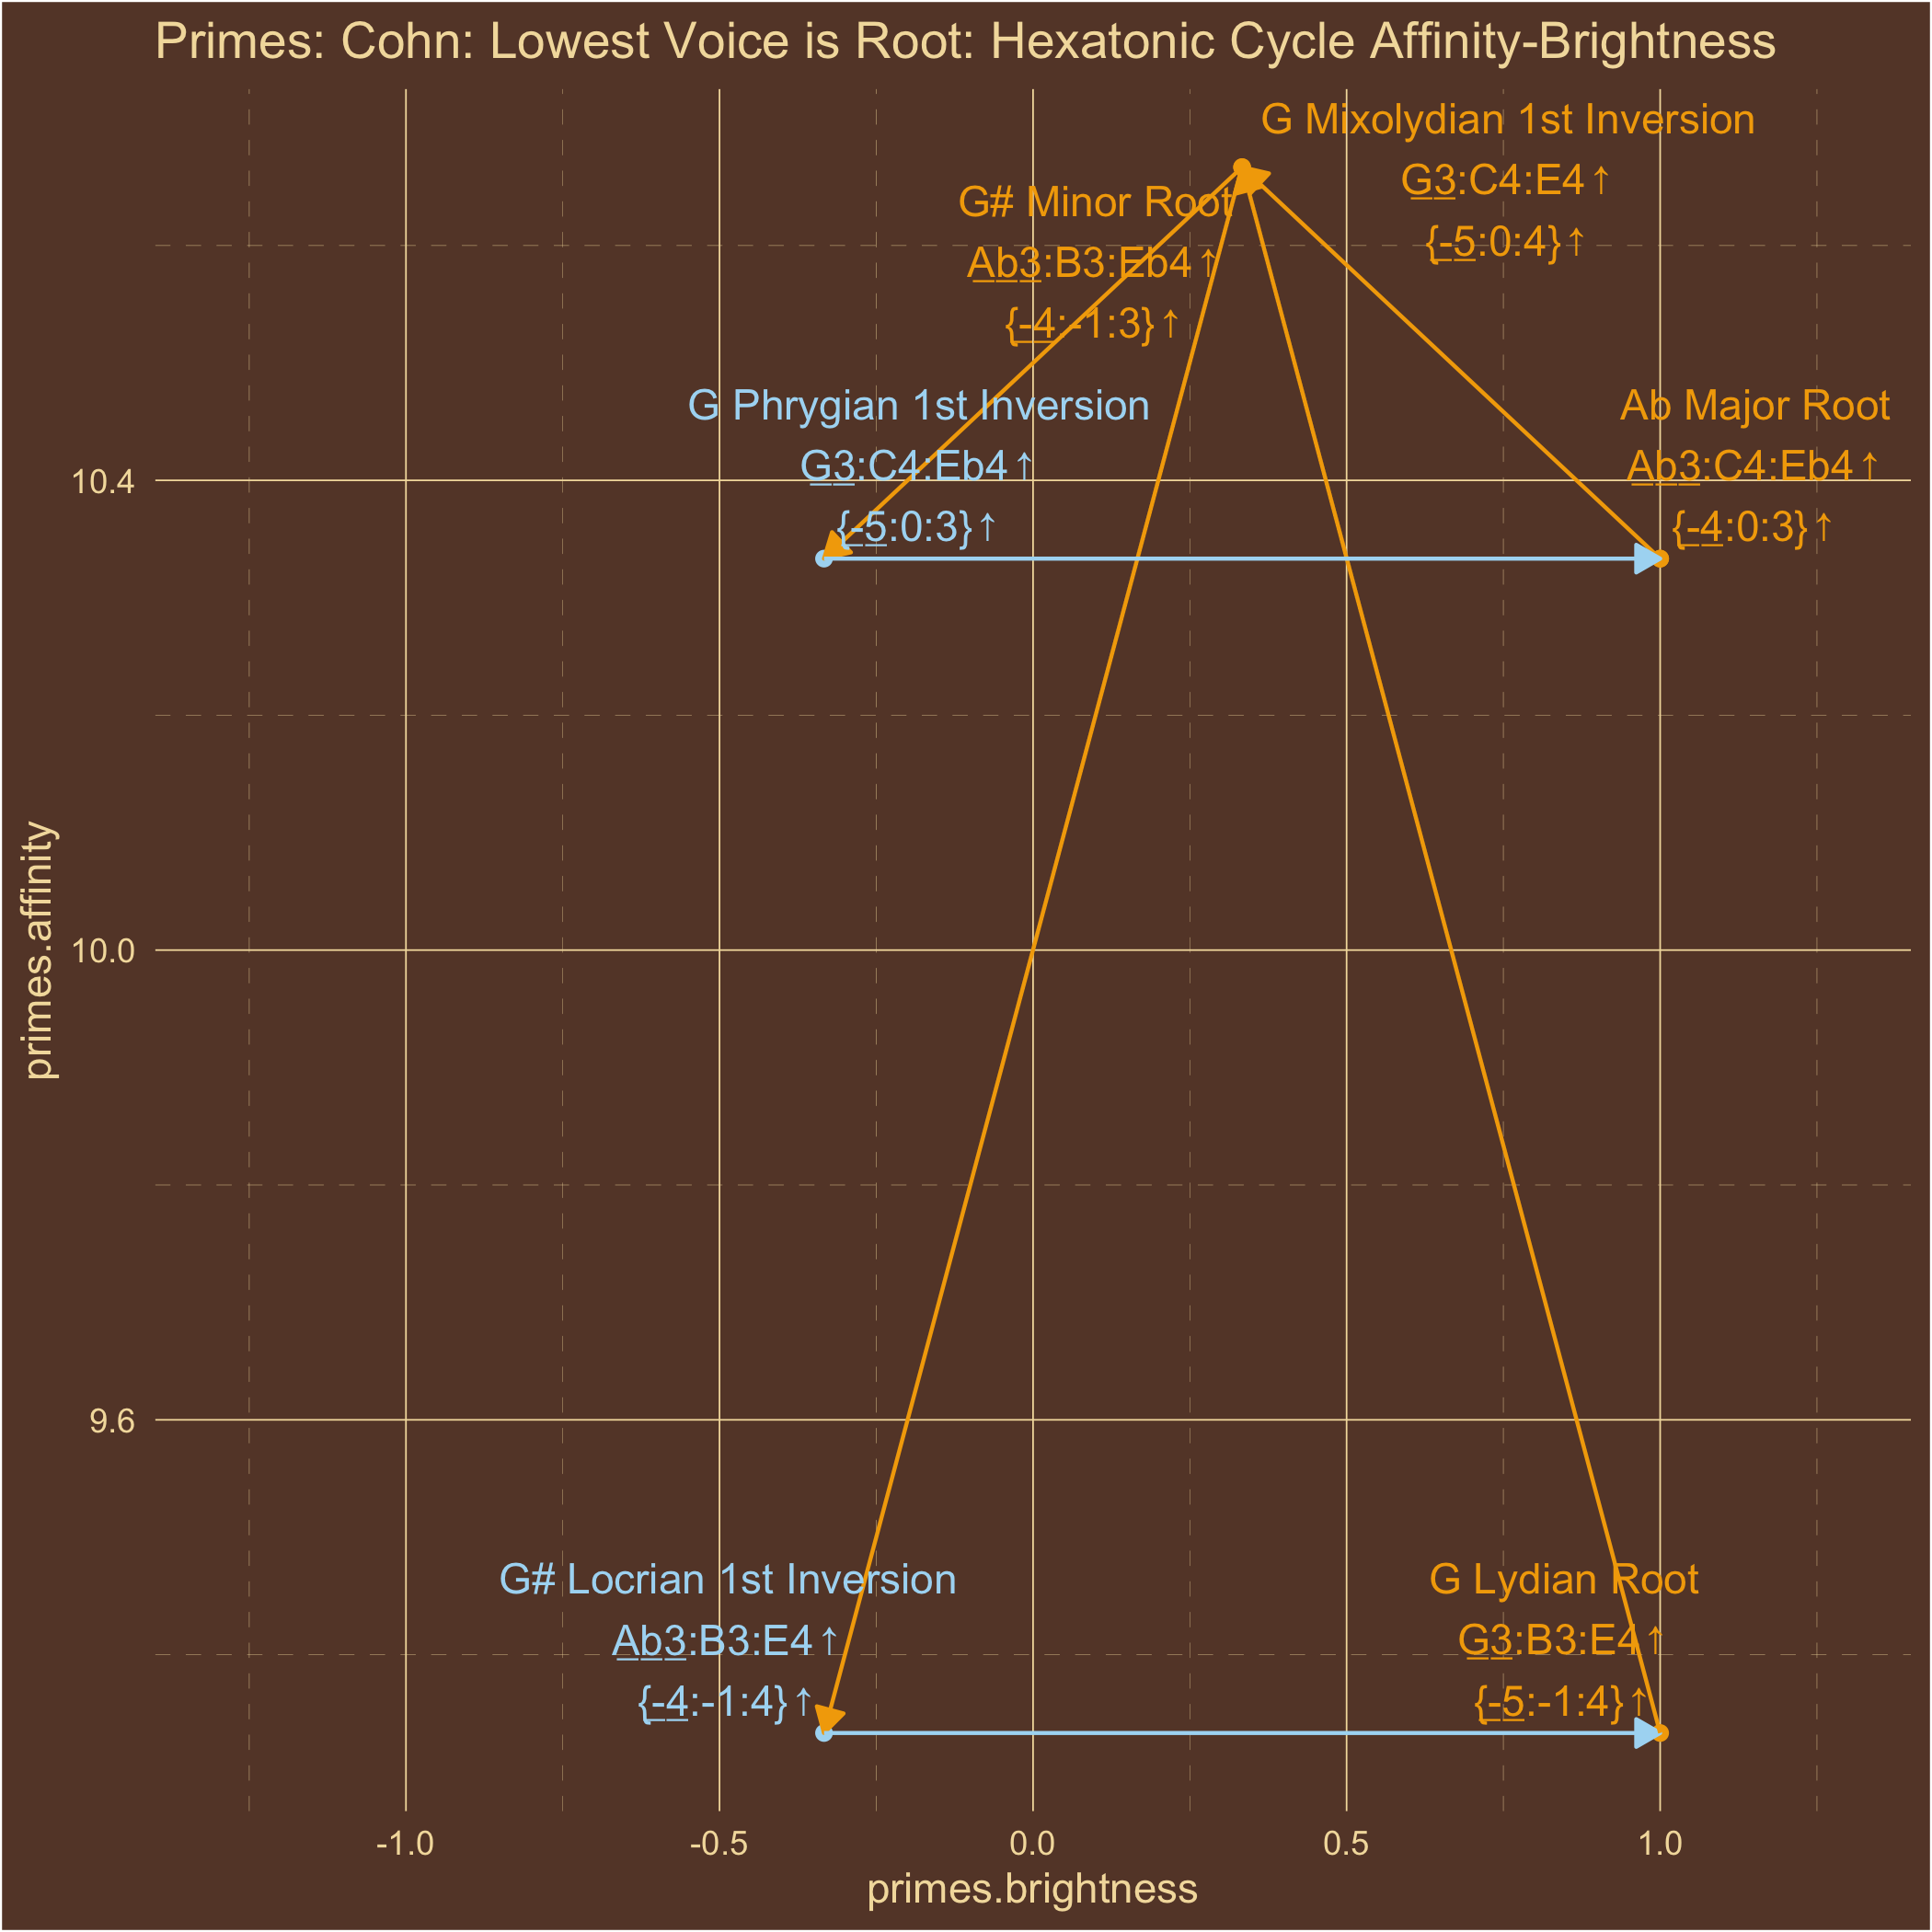 Primes: Cohn: Lowest Voice is Root: Hexatonic Cycle Affinity-Brightness
G Mixolydian 1st Inversion
G3:C4:E4↑
{-5:0:4}↑
G# Minor Root
Ab3:B3:Eb4↑
{-4:-1:3}↑
G Phrygian 1st Inversion
G3:C4:Eb4↑
{-5:0:3}↑
Ab Major Root
Ab3:C4:Eb4↑
{-4:0:3}↑
G# Locrian 1st Inversion
Ab3:B3:E4↑
{-4:-1:4}↑
G Lydian Root
G3:B3:E4↑
{-5:-1:4}↑
primes.affinity
10.4
10.0
9.6
-1.0
-0.5
0.0
0.5
1.0
primes.brightness